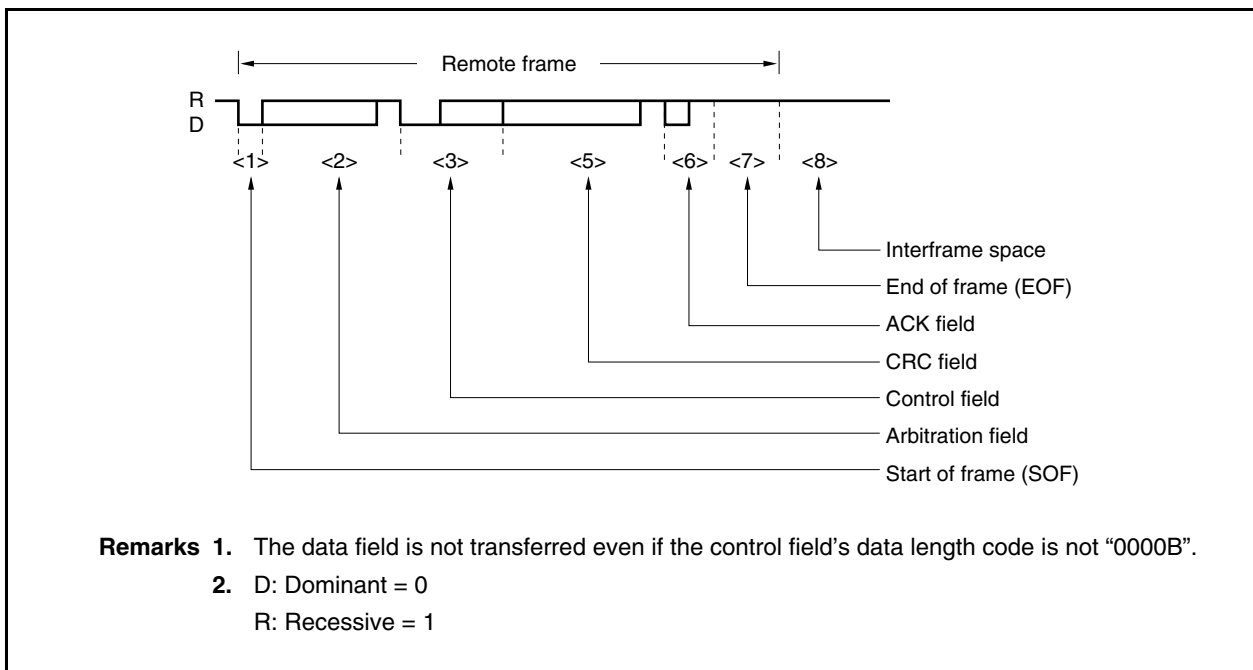 Remote frame
R
D
<1> <2> <3> <5> <6> <7> <8>
Interframe space
End of frame (EOF)
ACK field
CRC field
Control field
Arbitration field
Start of frame (SOF)
Remarks 1. The data field is not transferred even if the control field’s data length code is not “0000B”.
2. D: Dominant = 0
R: Recessive = 1